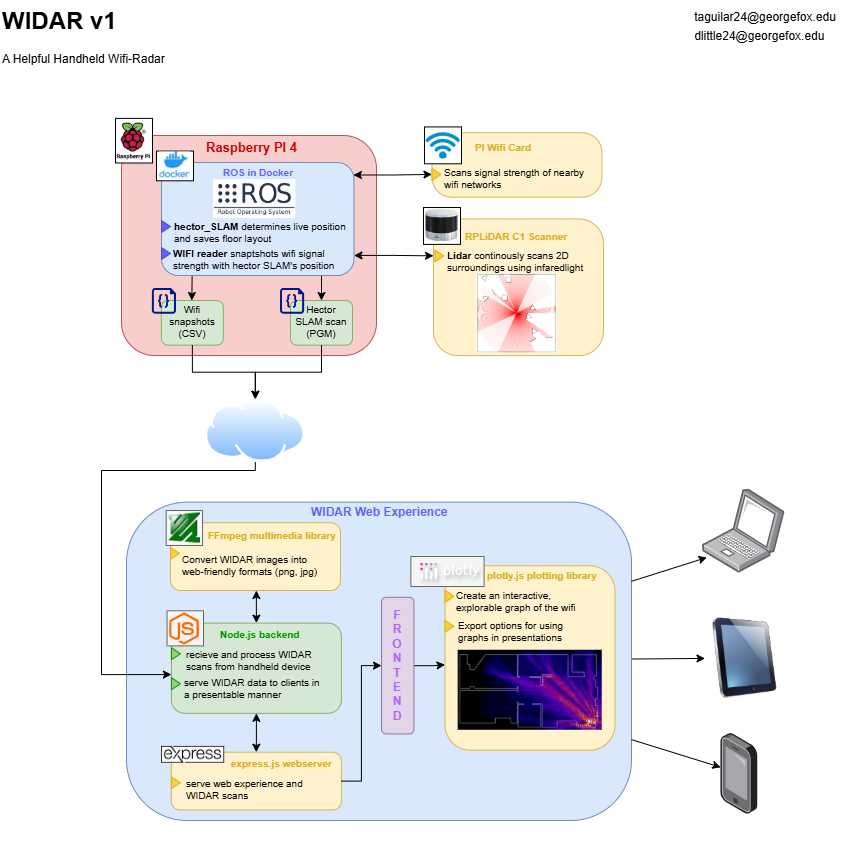 WIDAR v1
taguilar24@georgefox.edu
dlittle24@georgefox.edu
A Helpful Handheld Wifi-Radar
Raspberry Pi
Raspberry PI 4
docker
ROS in Docker
ROS
Robot Operating System
hector_SLAM determines live position
and saves floor layout
WIFI reader snapshots wifi signal
strength with hector SLAM's position
PI Wifi Card
Scans signal strength of nearby
wifi networks
RPLiDAR C1 Scanner
Lidar continously scans 2D
surroundings using infaredlight
{}
Wifi
snapshots
(CSV)
{}
Hector
SLAM scan
(PGM)
WIDAR Web Experience
FFmpeg multimedia library
Convert WIDAR images into
web-friendly formats (png, jpg)
JS
Node.js backend
recieve and process WIDAR
scans from handheld device
serve WIDAR data to clients in
a presentable manner
express
express.js webserver
serve web experience and
WIDAR scans
FRONTEND
plotly
plotly.js plotting library
Create an interactive,
explorable graph of the wifi
Export options for using
graphs in presentations